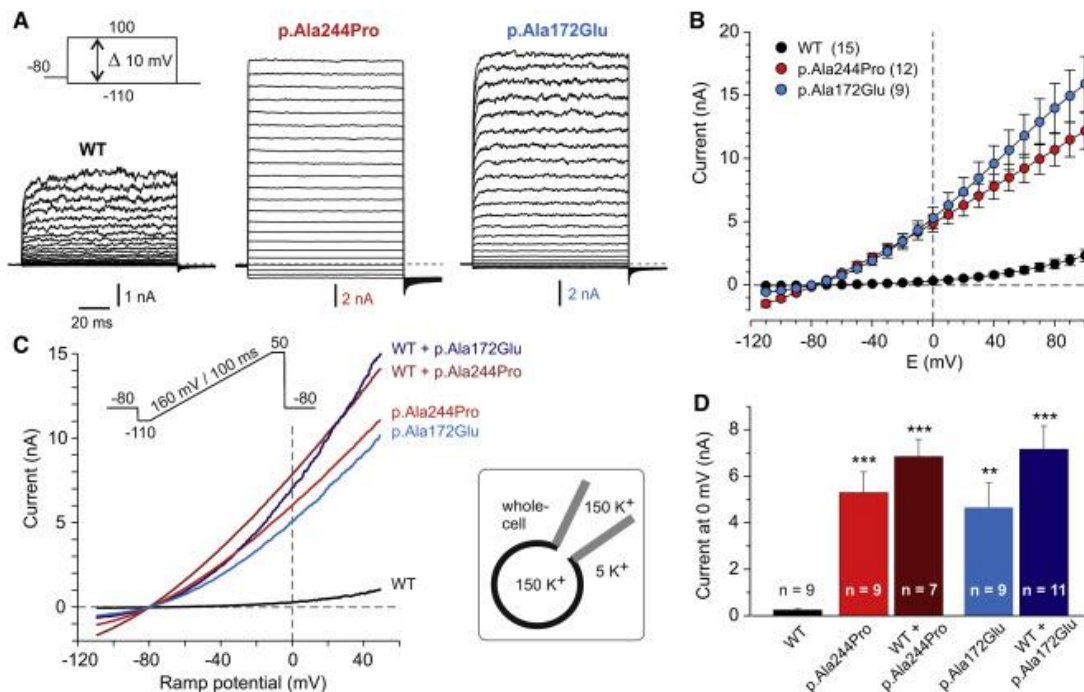 A
100
-80
Δ 10 mV
-110
WT
1 nA
20 ms
p.Ala244Pro
2 nA
p.Ala172Glu
2 nA
B
20
15
10
5
0
Current (nA)
WT (15)
p.Ala244Pro (12)
p.Ala172Glu (9)
-120
-80
-40
0
40
80
E (mV)
C
15
10
5
0
Current (nA)
-80
-110
160 mV / 100 ms
50
-80
WT + p.Ala172Glu
WT + p.Ala244Pro
p.Ala244Pro
p.Ala172Glu
WT
-120
-80
-40
0
40
Ramp potential (mV)
whole-
cell
150 K+
150 K+
5 K+
D
8
6
4
2
0
Current at 0 mV (nA)
***
***
**
***
n = 9
n = 9
n = 7
n = 9
n = 11
WT
p.Ala244Pro
WT +
p.Ala244Pro
p.Ala172Glu
WT +
p.Ala172Glu